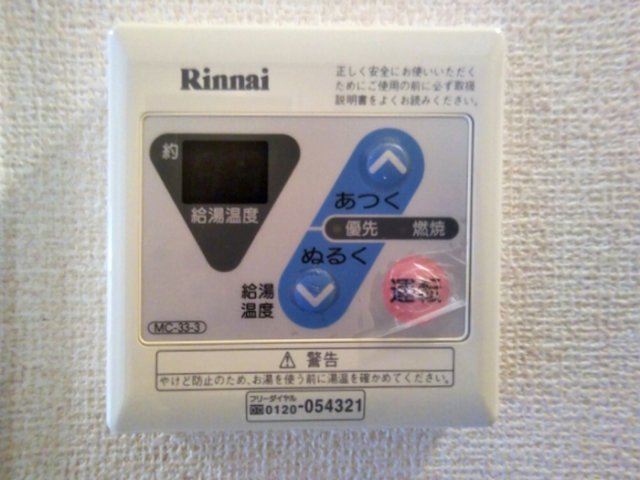 Rinnai
正しく安全にお使いいただく
ためにご使用の前に必ず取扱
説明書をよくお読みください。
約
給湯温度
あつく
優先 燃焼
ぬるく
給湯
温度
運転
MC-33-3
⚠ 警告
やけど防止のため、お湯を使う前に湯温を確かめてください。
フリーダイヤル
0120-054321